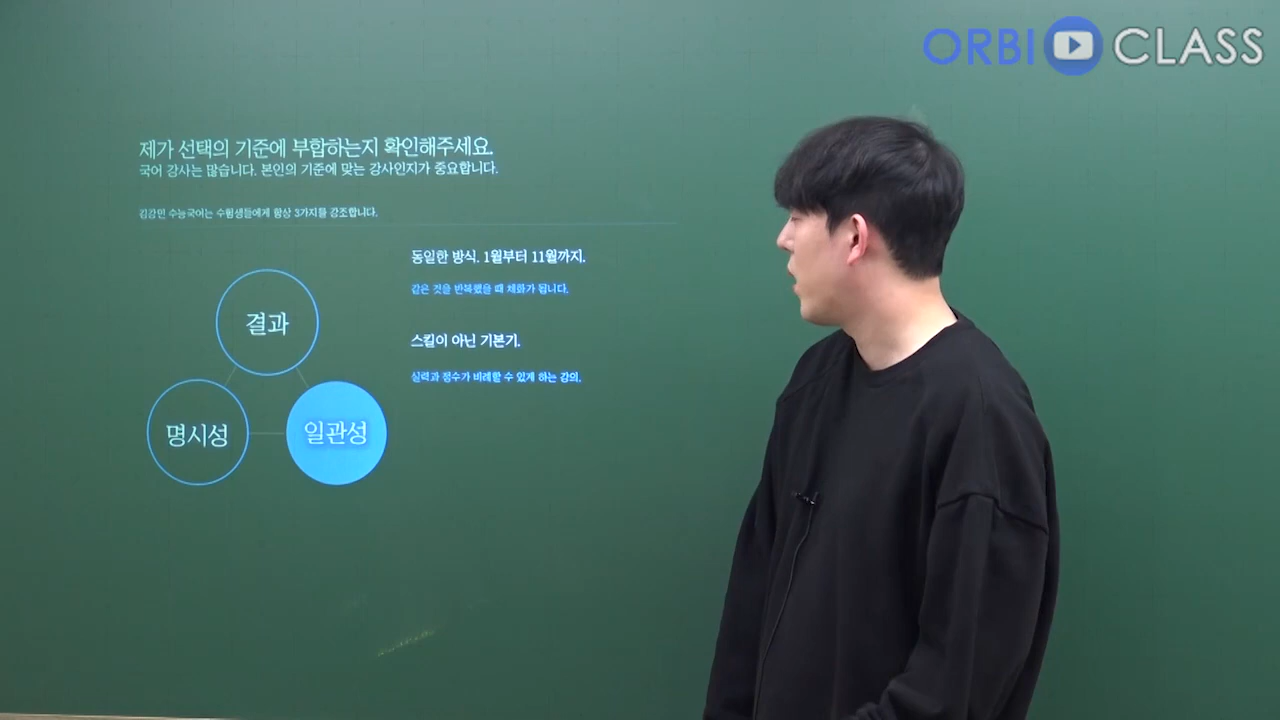 ORBI CLASS
제가 선택의 기준에 부합하는지 확인해주세요.
국어 강사는 많습니다. 본인의 기준에 맞는 강사인지가 중요합니다.
김강민 수능국어는 수험생들에게 항상 3가지를 강조합니다.
동일한 방식. 1월부터 11월까지.
같은 것을 반복했을 때 체화가 됩니다.
결과
스킬이 아닌 기본기.
실력과 점수가 비례할 수 있게 하는 강의.
명시성
일관성